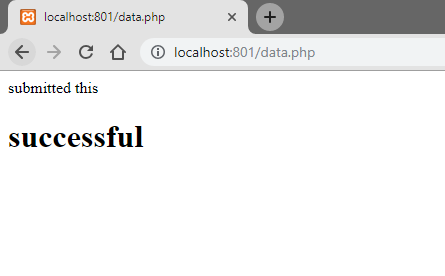 localhost:801/data.php
localhost:801/data.php
submitted this
successful